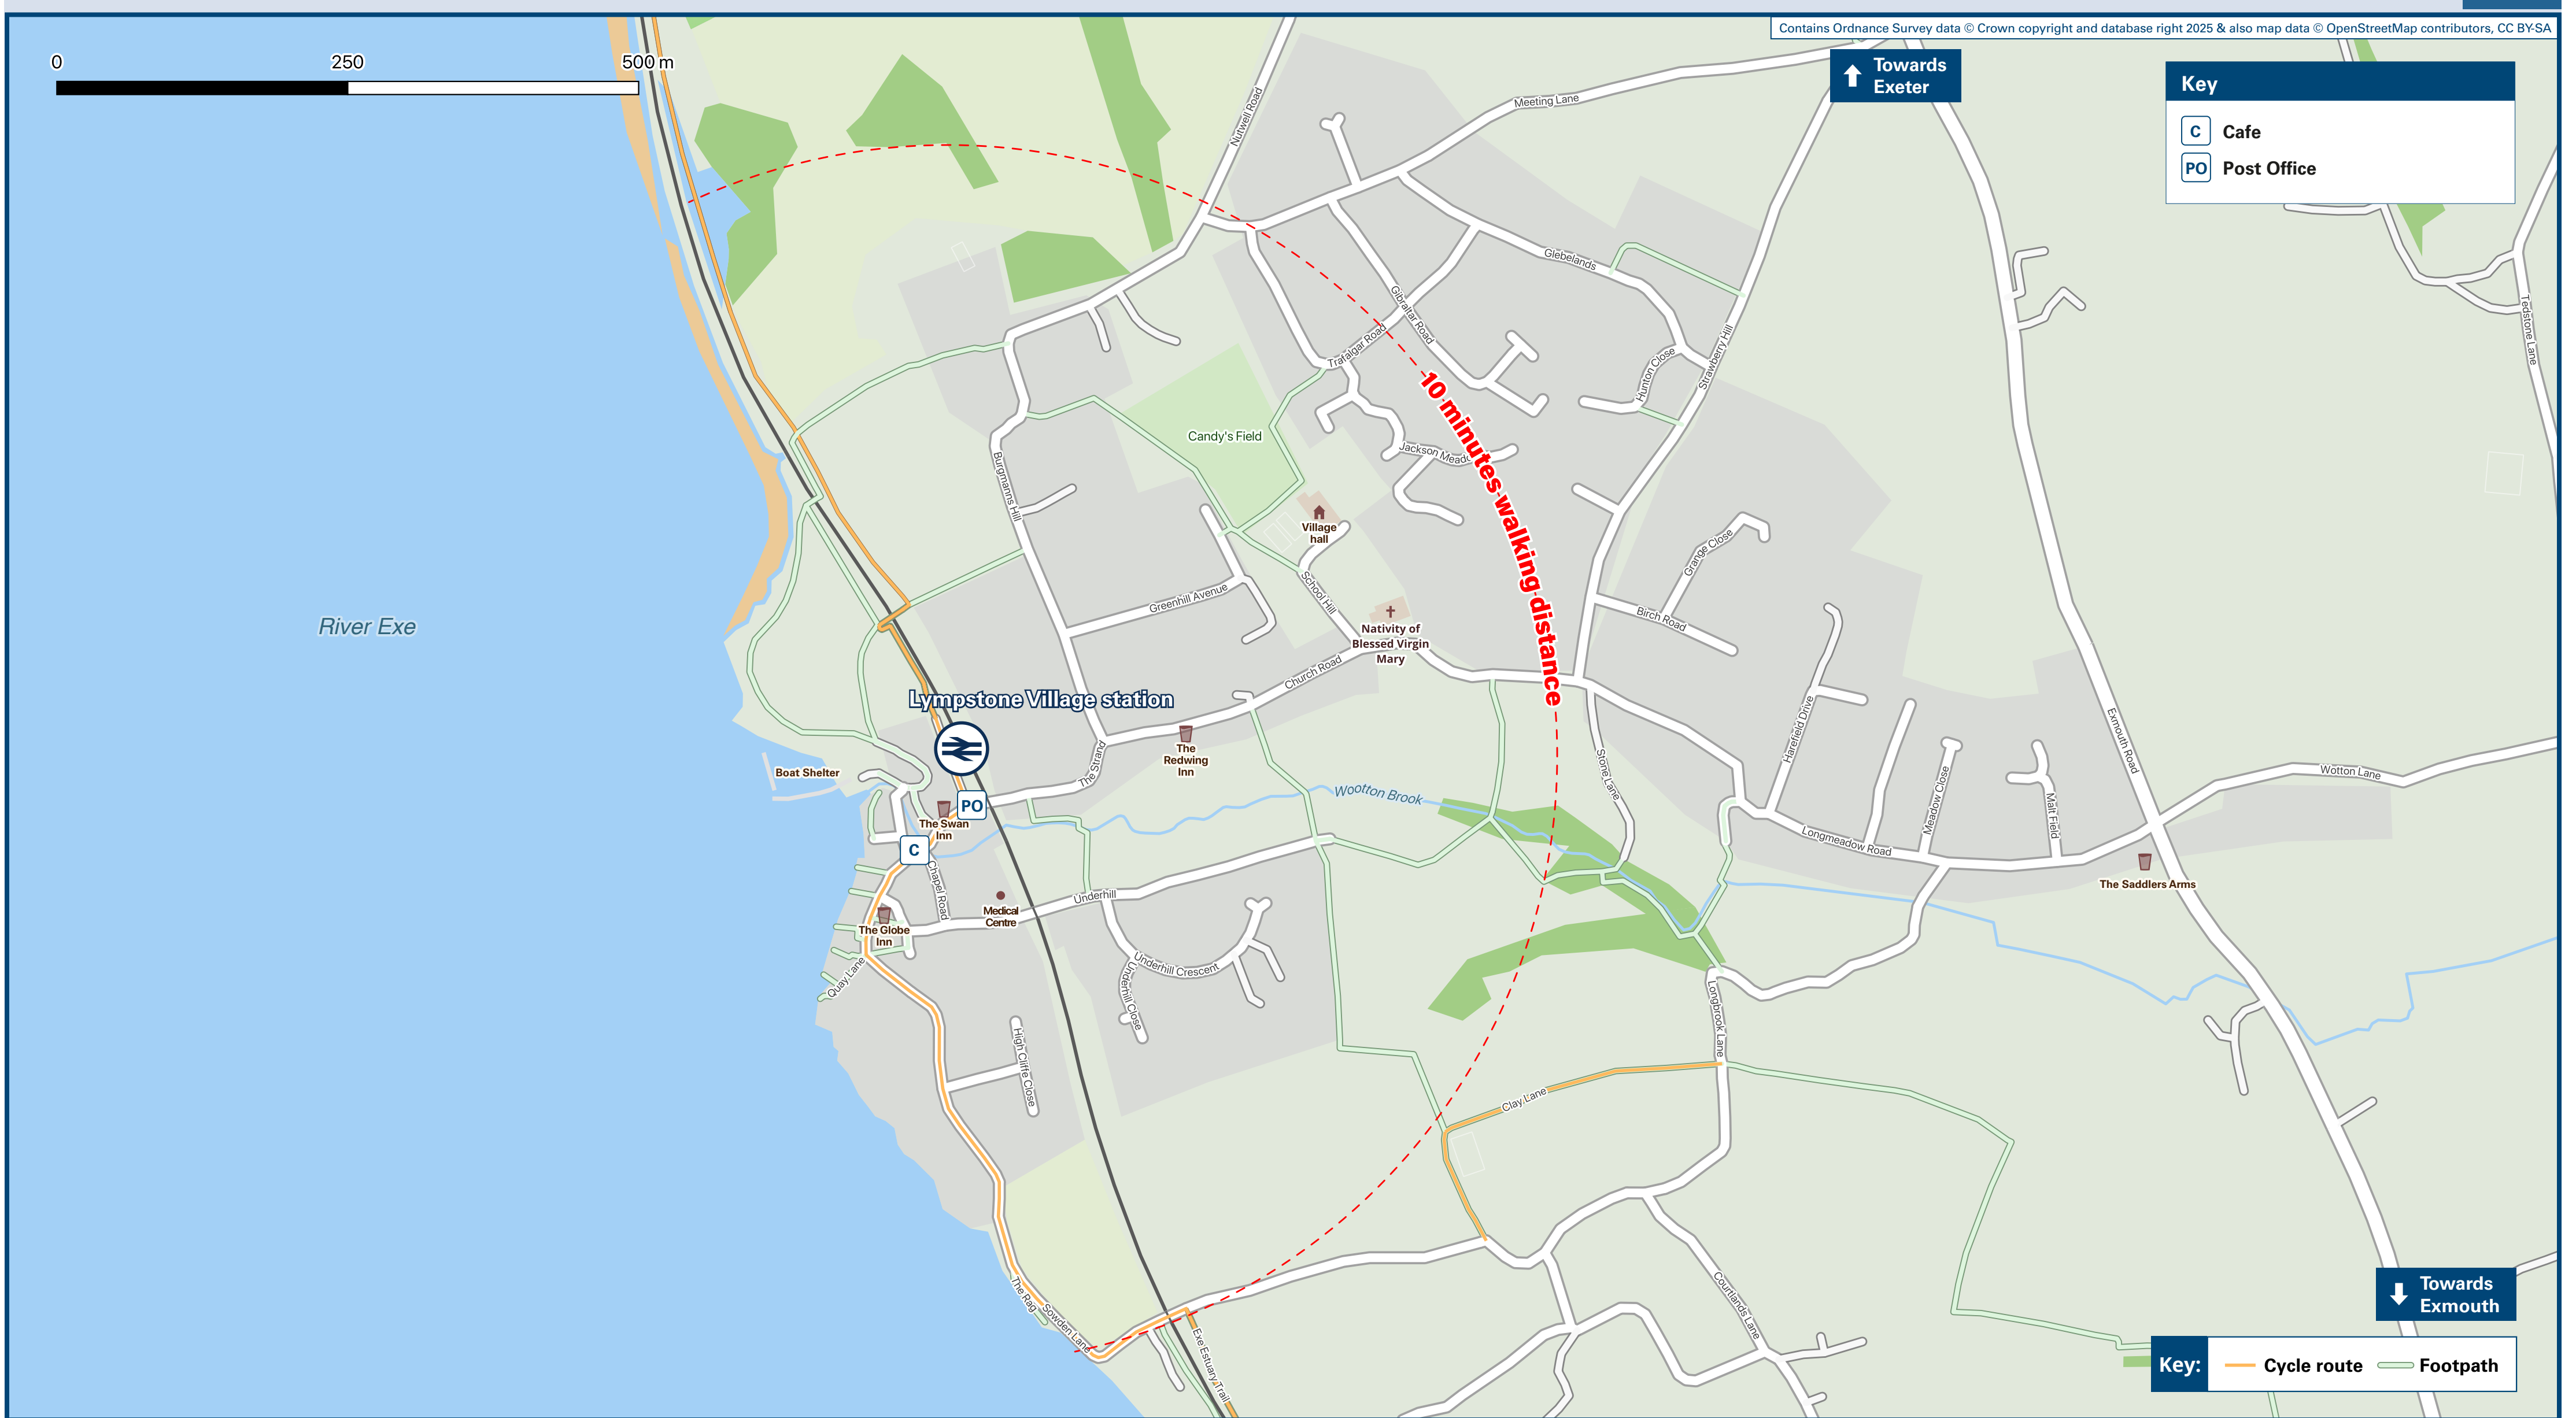 Contains Ordnance Survey data © Crown copyright and database right 2025 & also map data © OpenStreetMap contributors, CC BY-SA
0
250
500 m
Towards
Exeter
Key
C
Cafe
PO
Post Office
Nutwell Road
Meeting Lane
Glebelands
Gibraltar Road
Trafalgar Road
Hunton Close
Strawberry Hill
Tedstone Lane
10 minutes walking distance
Candy's Field
Jackson Meadow
Burgmanns Hill
Village
hall
School Hill
Greenhill Avenue
Grange Close
Birch Road
River Exe
Nativity of
Blessed Virgin
Mary
Church Road
Lympstone Village station
The Strand
The
Redwing
Inn
Boat Shelter
Stone Lane
Harefield Drive
Exmouth Road
Wotton Lane
Wootton Brook
PO
The Swan
Inn
C
Meadow Close
Malt Field
Longmeadow Road
The Saddlers Arms
Chapel Road
Medical
Centre
Underhill
The Globe
Inn
Quay Lane
Underhill Crescent
Underhill Close
High Cliffe Close
Longbrook Lane
Clay Lane
The Rag
Sowden Lane
Exe Estuary Trail
Courtlands Lane
Towards
Exmouth
Key:
Cycle route
Footpath